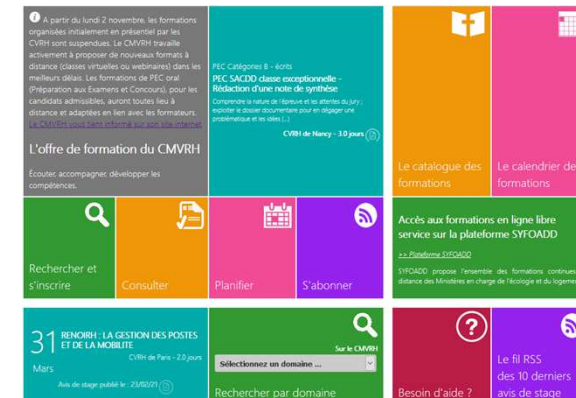 A partir du lundi 2 novembre, les formations
organisées initialement en présentiel par les
CVRH sont suspendues. Le CMVRH travaille
activement à proposer de nouveaux formats à
distance (classes virtuelles ou webinaires) dans les
meilleurs délais. Les formations de PEC oral
(Préparation aux Examens et Concours), pour les
candidats admissibles, auront toutes lieu à
distance et adaptées en lien avec les formateurs.
Le CMVRH vous tient informé sur son site internet
L'offre de formation du CMVRH
Écouter, accompagner, développer les
compétences.
PEC Catégories B - écrits
PEC SACDD classe exceptionnelle -
Rédaction d'une note de synthèse
Comprendre la nature de l'épreuve et les attentes du jury ;
exploiter le dossier documentaire pour en dégager une
problématique et les idées (...)
CVRH de Nancy - 3.0 jours
Le catalogue des
formations
Le calendrier de
formations
Rechercher et
s'inscrire
Consulter
Planifier
S'abonner
Accès aux formations en ligne libre
service sur la plateforme SYFOADD
>> Plateforme SYFOADD
SYFOADD propose l'ensemble des formations continues
distance des Ministères en charge de l'écologie et du logement
31
Mars
RENOIRH : LA GESTION DES POSTES
ET DE LA MOBILITE
CVRH de Paris - 2.0 jours
Avis de stage publié le : 23/02/21
Sur le CMVRH
Sélectionnez un domaine ...
Rechercher par domaine
Besoin d'aide ?
Le fil RSS
des 10 derniers
avis de stage